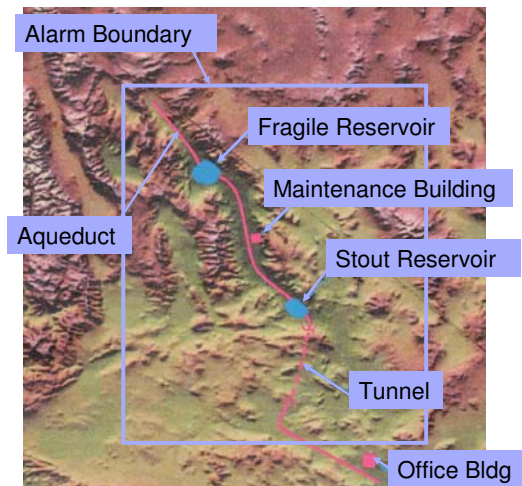 Alarm Boundary
Fragile Reservoir
Maintenance Building
Aqueduct
Stout Reservoir
Tunnel
Office Bldg